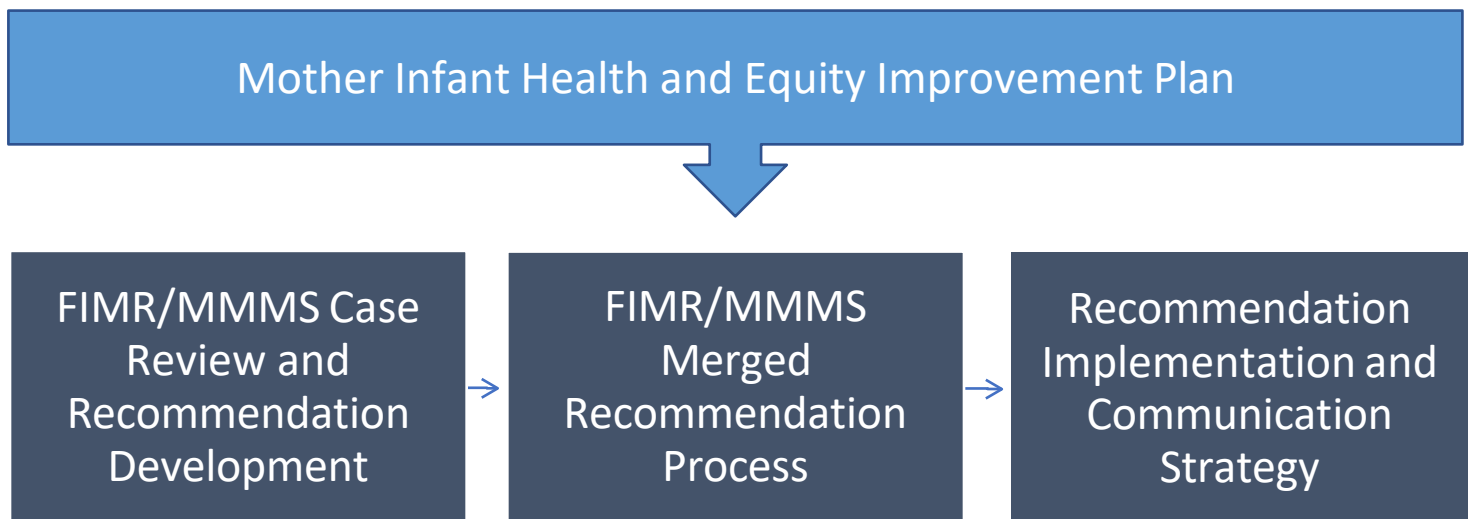 Mother Infant Health and Equity Improvement Plan
FIMR/MMMS Case
Review and
Recommendation
Development
FIMR/MMMS
Merged
Recommendation
Process
Recommendation
Implementation and
Communication
Strategy